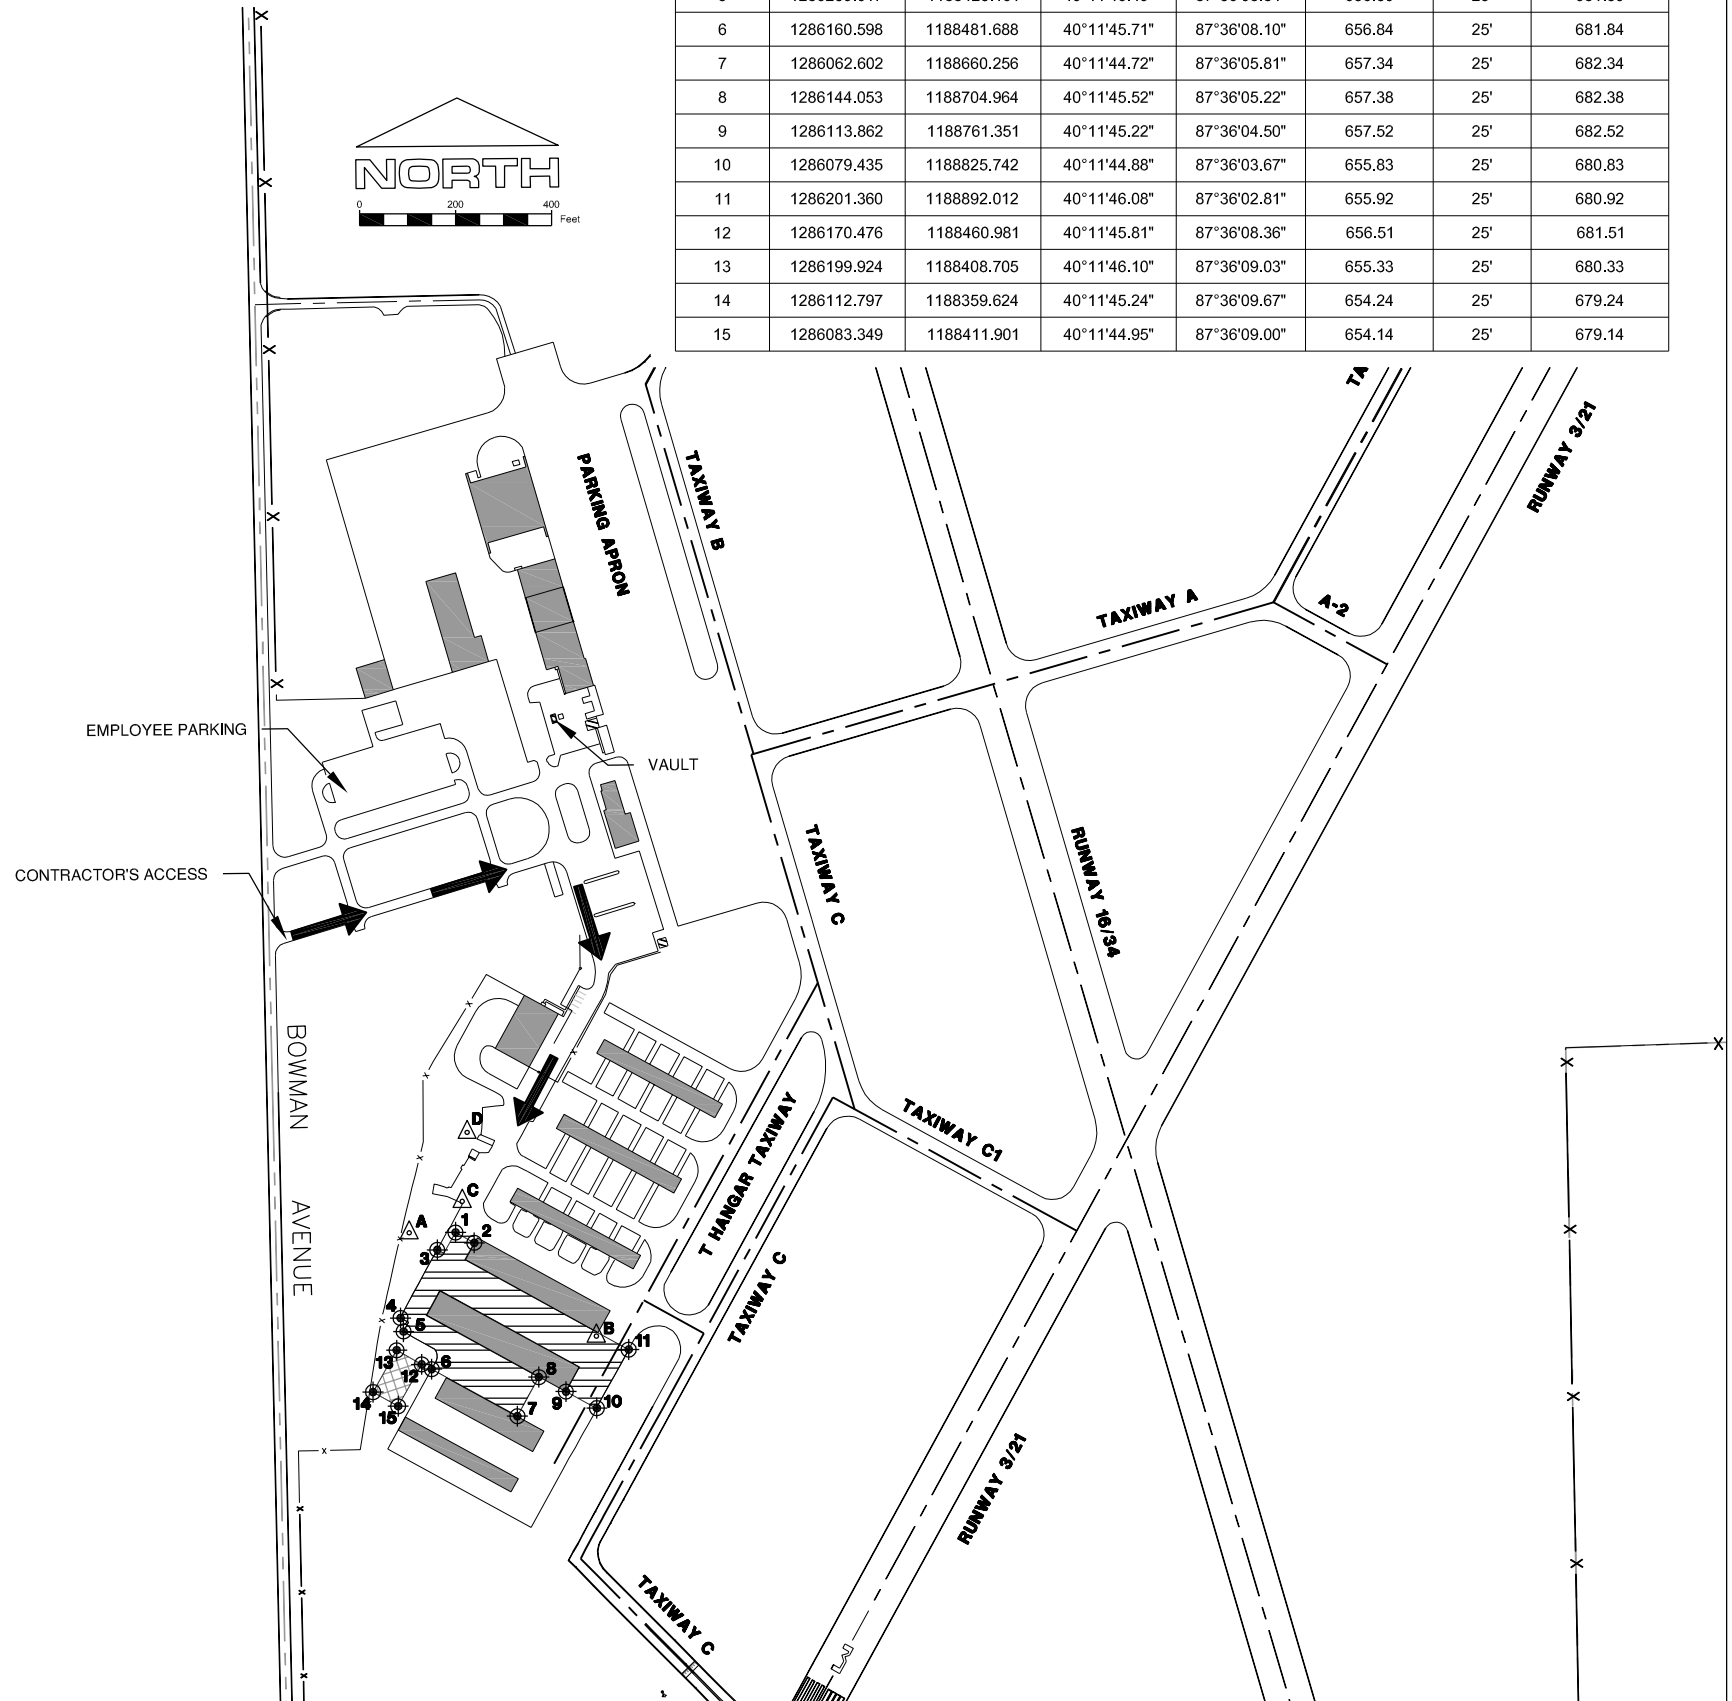 6 1286160.598 1188481.688 40°11'45.71" 87°36'08.10" 656.84 25' 681.84
7 1286062.602 1188660.256 40°11'44.72" 87°36'05.81" 657.34 25' 682.34
8 1286144.053 1188704.964 40°11'45.52" 87°36'05.22" 657.38 25' 682.38
9 1286113.862 1188761.351 40°11'45.22" 87°36'04.50" 657.52 25' 682.52
10 1286079.435 1188825.742 40°11'44.88" 87°36'03.67" 655.83 25' 680.83
11 1286201.360 1188892.012 40°11'46.08" 87°36'02.81" 655.92 25' 680.92
12 1286170.476 1188460.981 40°11'45.81" 87°36'08.36" 656.51 25' 681.51
13 1286199.924 1188408.705 40°11'46.10" 87°36'09.03" 655.33 25' 680.33
14 1286112.797 1188359.624 40°11'45.24" 87°36'09.67" 654.24 25' 679.24
15 1286083.349 1188411.901 40°11'44.95" 87°36'09.00" 654.14 25' 679.14
NORTH
0 200 400
Feet
TA
RUNWAY 3/21
PARKING APRON
TAXIWAY B
TAXIWAY A
A-2
EMPLOYEE PARKING
VAULT
CONTRACTOR'S ACCESS
TAXIWAY C
RUNWAY 16/34
BOWMAN
AVENUE
T HANGAR TAXIWAY
TAXIWAY C1
TAXIWAY C
D
C
A
1
2
3
4
5
B
11
13
12
6
8
14
15
7
9
10
RUNWAY 3/21
TAXIWAY C
3